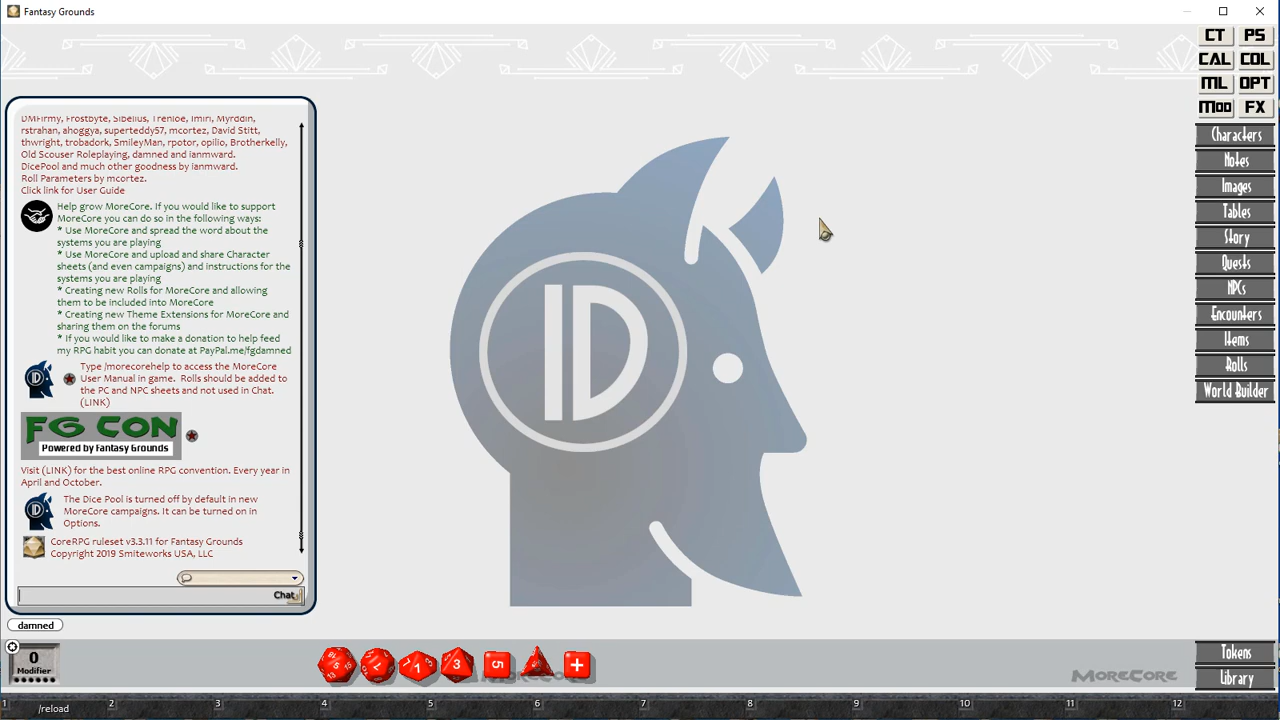 Fantasy Grounds
CT PS
CAL COL
ML OPT
Mod FX
Characters
Notes
Images
Tables
Story
Quests
NPCs
Encounters
Items
Rolls
World Builder
DMFirmy, Frostbyte, Sibelius, Trenloe, Imiri, Myrddin,
rstrahan, ahoggya, superteddy57, mcortez, David Stitt,
thwright, trobadork, SmileyMan, rpotor, opilio, Brotherkelly,
Old Scouser Roleplaying, damned and ianmward.
DicePool and much other goodness by ianmward.
Roll Parameters by mcortez.
Click link for User Guide
Help grow MoreCore. If you would like to support
MoreCore you can do so in the following ways:
* Use MoreCore and spread the word about the
systems you are playing
* Use MoreCore and upload and share Character
sheets (and even campaigns) and instructions for the
systems you are playing
* Creating new Rolls for MoreCore and allowing
them to be included into MoreCore
* Creating new Theme Extensions for MoreCore and
sharing them on the forums
* If you would like to make a donation to help feed
my RPG habit you can donate at PayPal.me/fgdamned
Type /morecorehelp to access the MoreCore
User Manual in game. Rolls should be added to
the PC and NPC sheets and not used in Chat.
(LINK)
FG CON
Powered by Fantasy Grounds
Visit (LINK) for the best online RPG convention. Every year in
April and October.
The Dice Pool is turned off by default in new
MoreCore campaigns. It can be turned on in
Options.
CoreRPG ruleset v3.3.11 for Fantasy Grounds
Copyright 2019 Smiteworks USA, LLC
Chat
damned
ID
0
Modifier
5 7 1 3 5 +
MoreCore
Tokens
Library
1 2 3 4 5 6 7 8 9 10 11 12
/reload